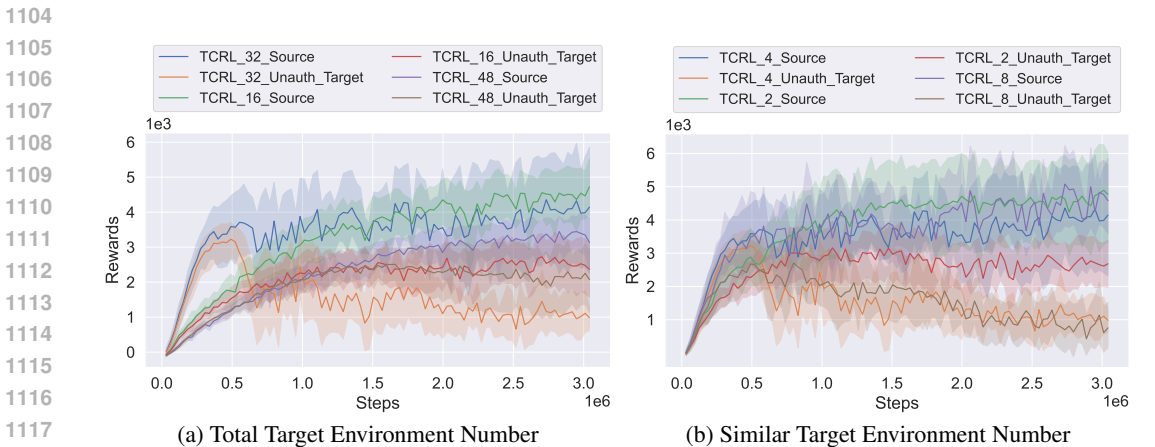 1104
1105
1106
1107
1108
1109
1110
1111
1112
1113
1114
1115
1116
1117
TCRL_32_Source
TCRL_32_Unauth_Target
TCRL_16_Source
TCRL_16_Unauth_Target
TCRL_48_Source
TCRL_48_Unauth_Target
1e3
6
5
4
3
2
1
0
Rewards
0.0 0.5 1.0 1.5 2.0 2.5 3.0
Steps
1e6
(a) Total Target Environment Number
TCRL_4_Source
TCRL_4_Unauth_Target
TCRL_2_Source
TCRL_2_Unauth_Target
TCRL_8_Source
TCRL_8_Unauth_Target
1e3
6
5
4
3
2
1
Rewards
0.0 0.5 1.0 1.5 2.0 2.5 3.0
Steps
1e6
(b) Similar Target Environment Number